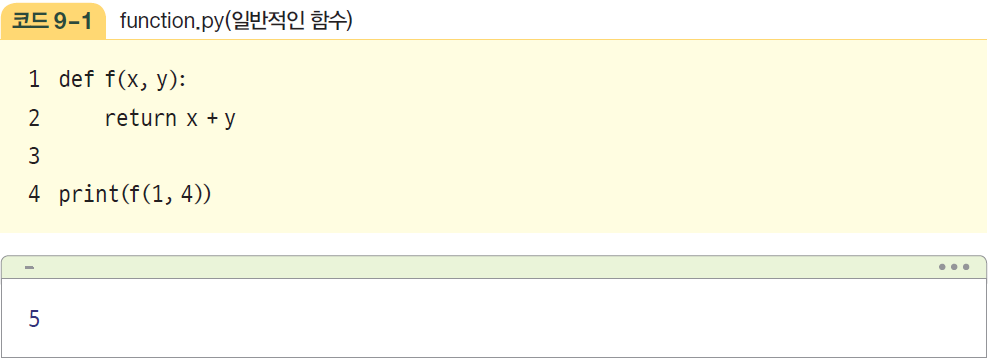 코드 9-1 function.py(일반적인 함수)
1 def f(x, y):
2     return x + y
3
4 print(f(1, 4))
5